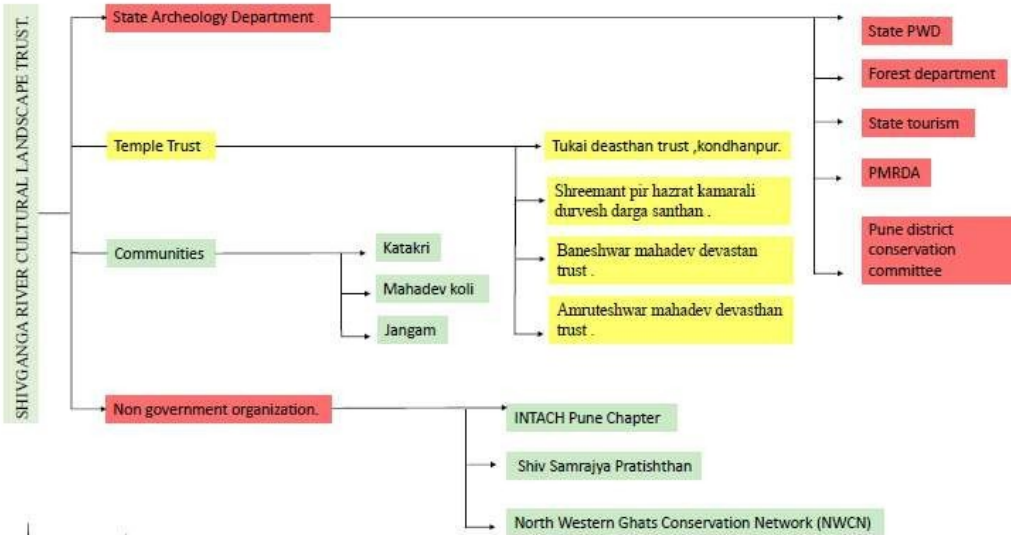 SHIVGANGA RIVER CULTURAL LANDSCAPE TRUST.
State Archeology Department
State PWD
Forest department
State tourism
PMRDA
Pune district
conservation
committee
Temple Trust
Tukai deasthan trust ,kondhanpur.
Shreemant pir hazrat kamarali
durvesh darga santhan .
Baneshwar mahadev devastan
trust .
Amruteshwar mahadev devasthan
trust .
Communities
Katakri
Mahadev koli
Jangam
Non government organization.
INTACH Pune Chapter
Shiv Samrajya Pratishthan
North Western Ghats Conservation Network (NWCN)